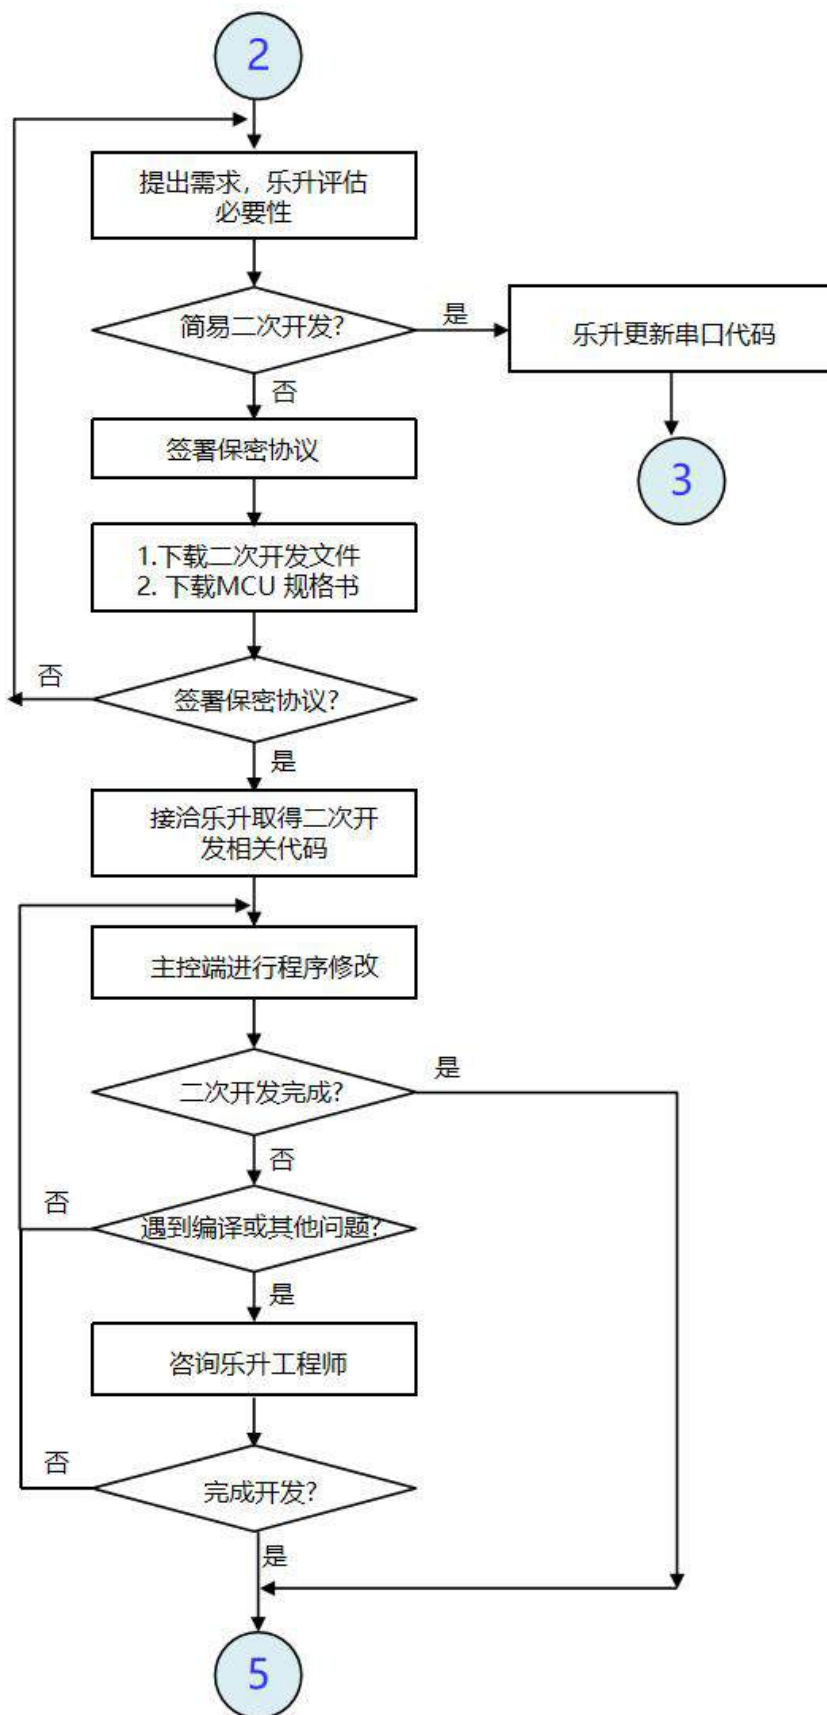 2
提出需求，乐升评估
必要性
简易二次开发?
是
乐升更新串口代码
否
签署保密协议
3
1.下载二次开发文件
2. 下载MCU 规格书
否
签署保密协议?
是
接洽乐升取得二次开
发相关代码
主控端进行程序修改
二次开发完成?
是
否
否
遇到编译或其他问题?
是
咨询乐升工程师
否
完成开发?
是
5